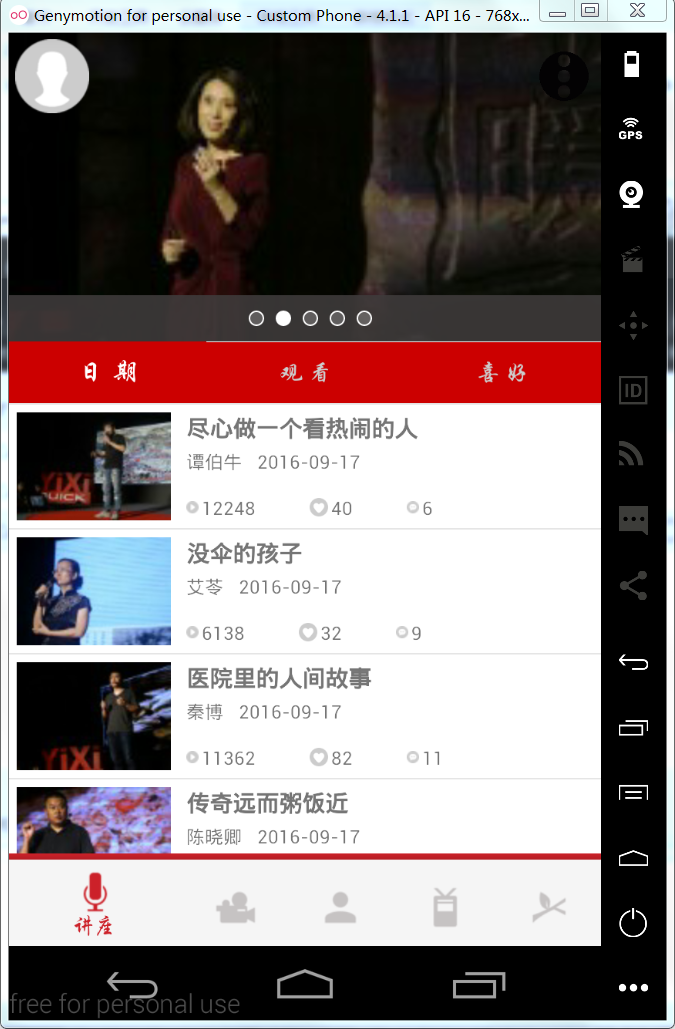 Genymotion for personal use - Custom Phone - 4.1.1 - API 16 - 768x...
GPS
暖
日期
观看
喜好
尽心做一个看热闹的人
谭伯牛 2016-09-17
12248 40 6
YiXi
ID
没伞的孩子
艾苓 2016-09-17
6138 32 9
医院里的人间故事
秦博 2016-09-17
11362 82 11
YiXi
传奇远而粥饭近
陈晓卿 2016-09-17
讲座
free for personal use